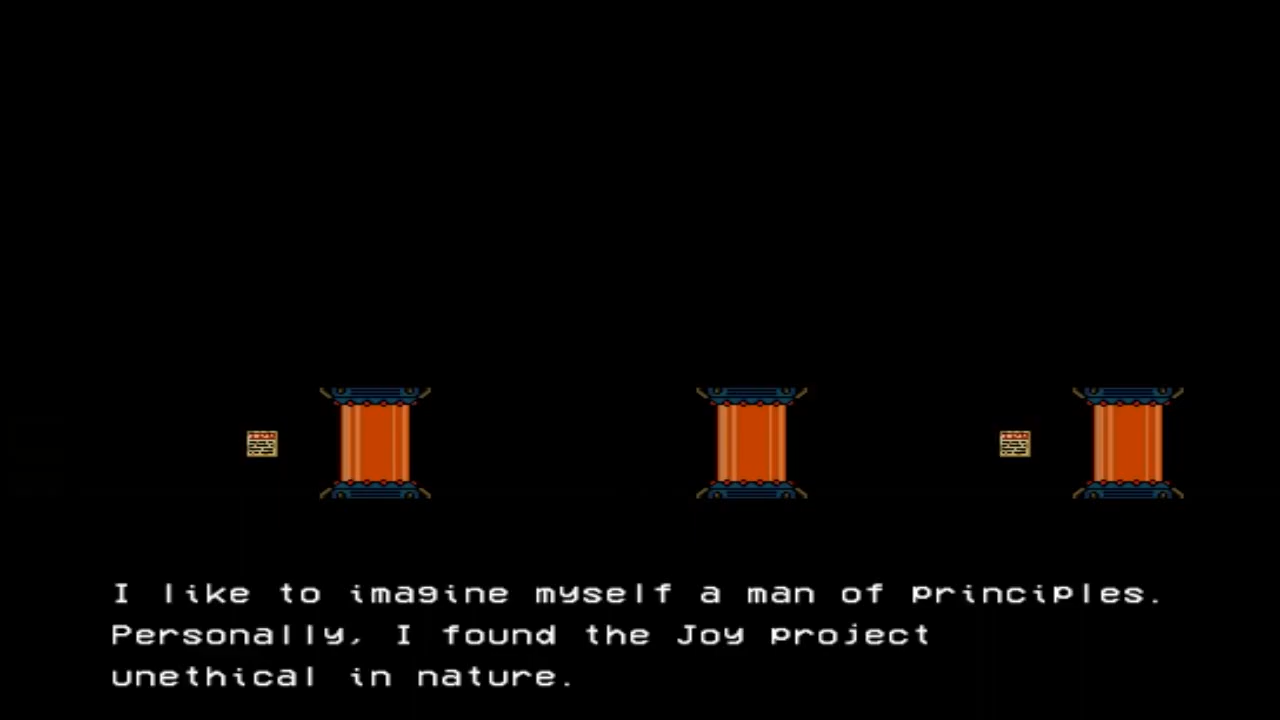 I like to imagine myself a man of principles.
Personally, I found the Joy project
unethical in nature.